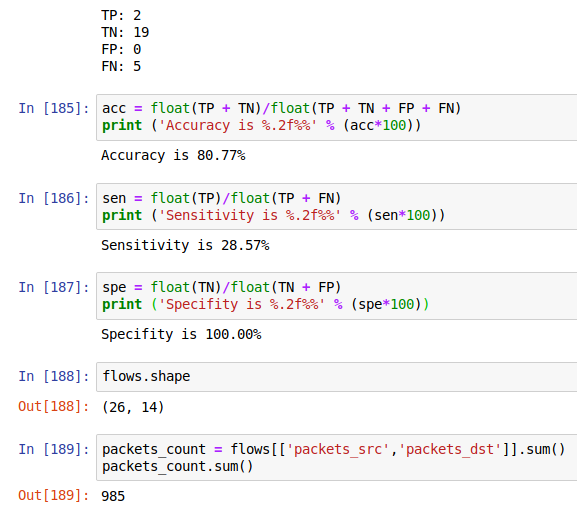 TP: 2
TN: 19
FP: 0
FN: 5
In [185]: acc = float(TP + TN)/float(TP + TN + FP + FN)
print ('Accuracy is %.2f%%' % (acc*100))
Accuracy is 80.77%
In [186]: sen = float(TP)/float(TP + FN)
print ('Sensitivity is %.2f%%' % (sen*100))
Sensitivity is 28.57%
In [187]: spe = float(TN)/float(TN + FP)
print ('Specifity is %.2f%%' % (spe*100))
Specifity is 100.00%
In [188]: flows.shape
Out[188]: (26, 14)
In [189]: packets_count = flows[['packets_src','packets_dst']].sum()
packets_count.sum()
Out[189]: 985